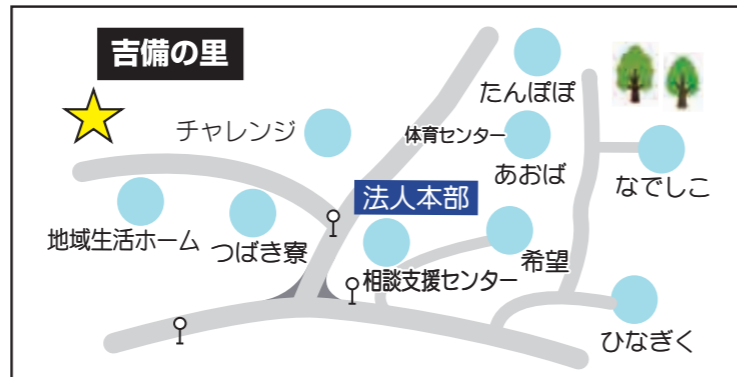 吉備の里
たんぽぽ
チャレンジ
体育センター
あおば
なでしこ
法人本部
地域生活ホーム
つばき寮
相談支援センター
希望
ひなぎく